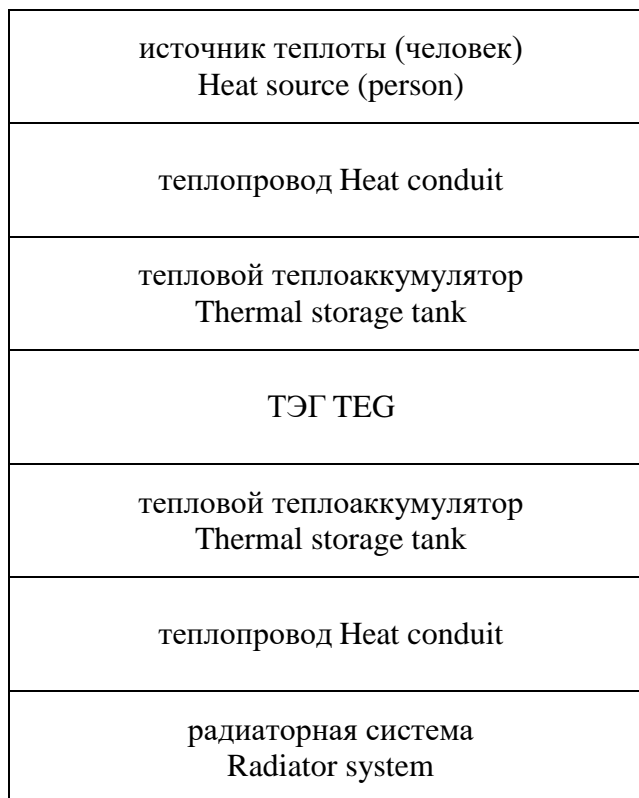 источник теплоты (человек)
Heat source (person)
теплопровод Heat conduit
тепловой теплоаккумулятор
Thermal storage tank
ТЭГ TEG
тепловой теплоаккумулятор
Thermal storage tank
теплопровод Heat conduit
радиаторная система
Radiator system